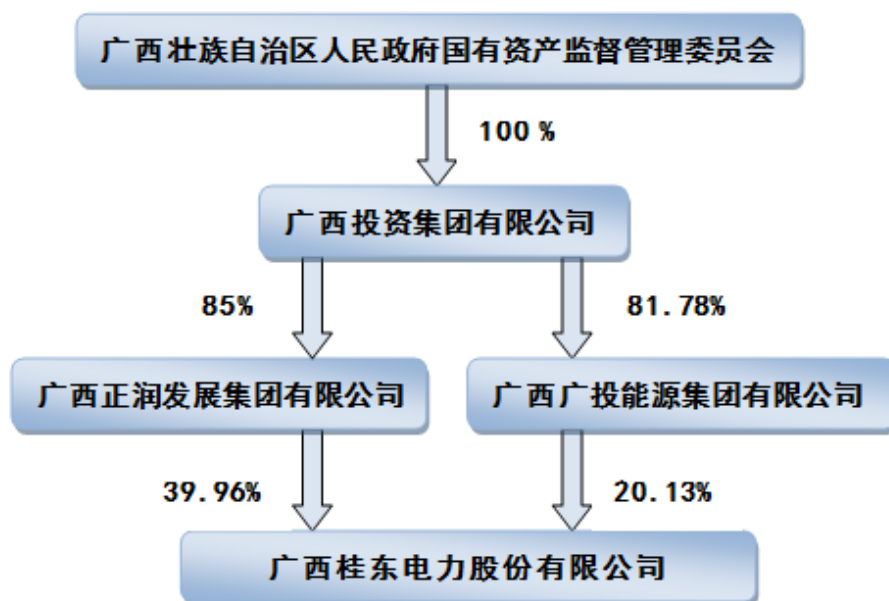 广西壮族自治区人民政府国有资产监督管理委员会
100 %
广西投资集团有限公司
85%
81.78%
广西正润发展集团有限公司
广西广投能源集团有限公司
39.96%
20.13%
广西桂东电力股份有限公司